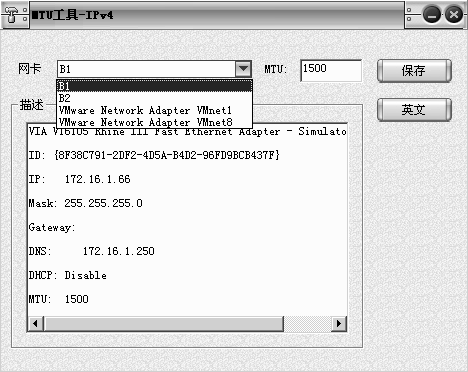 MTU工具-IPv4
网卡
B1
MTU:
1500
保存
B1
B2
VMware Network Adapter VMnet1
VMware Network Adapter VMnet8
英文
描述
VIA VT6105 Rhine III Fast Ethernet Adapter - Simulato
ID: {8F38C791-2DF2-4D5A-B4D2-96FD9BCB437F}
IP: 172.16.1.66
Mask: 255.255.255.0
Gateway:
DNS: 172.16.1.250
DHCP: Disable
MTU: 1500